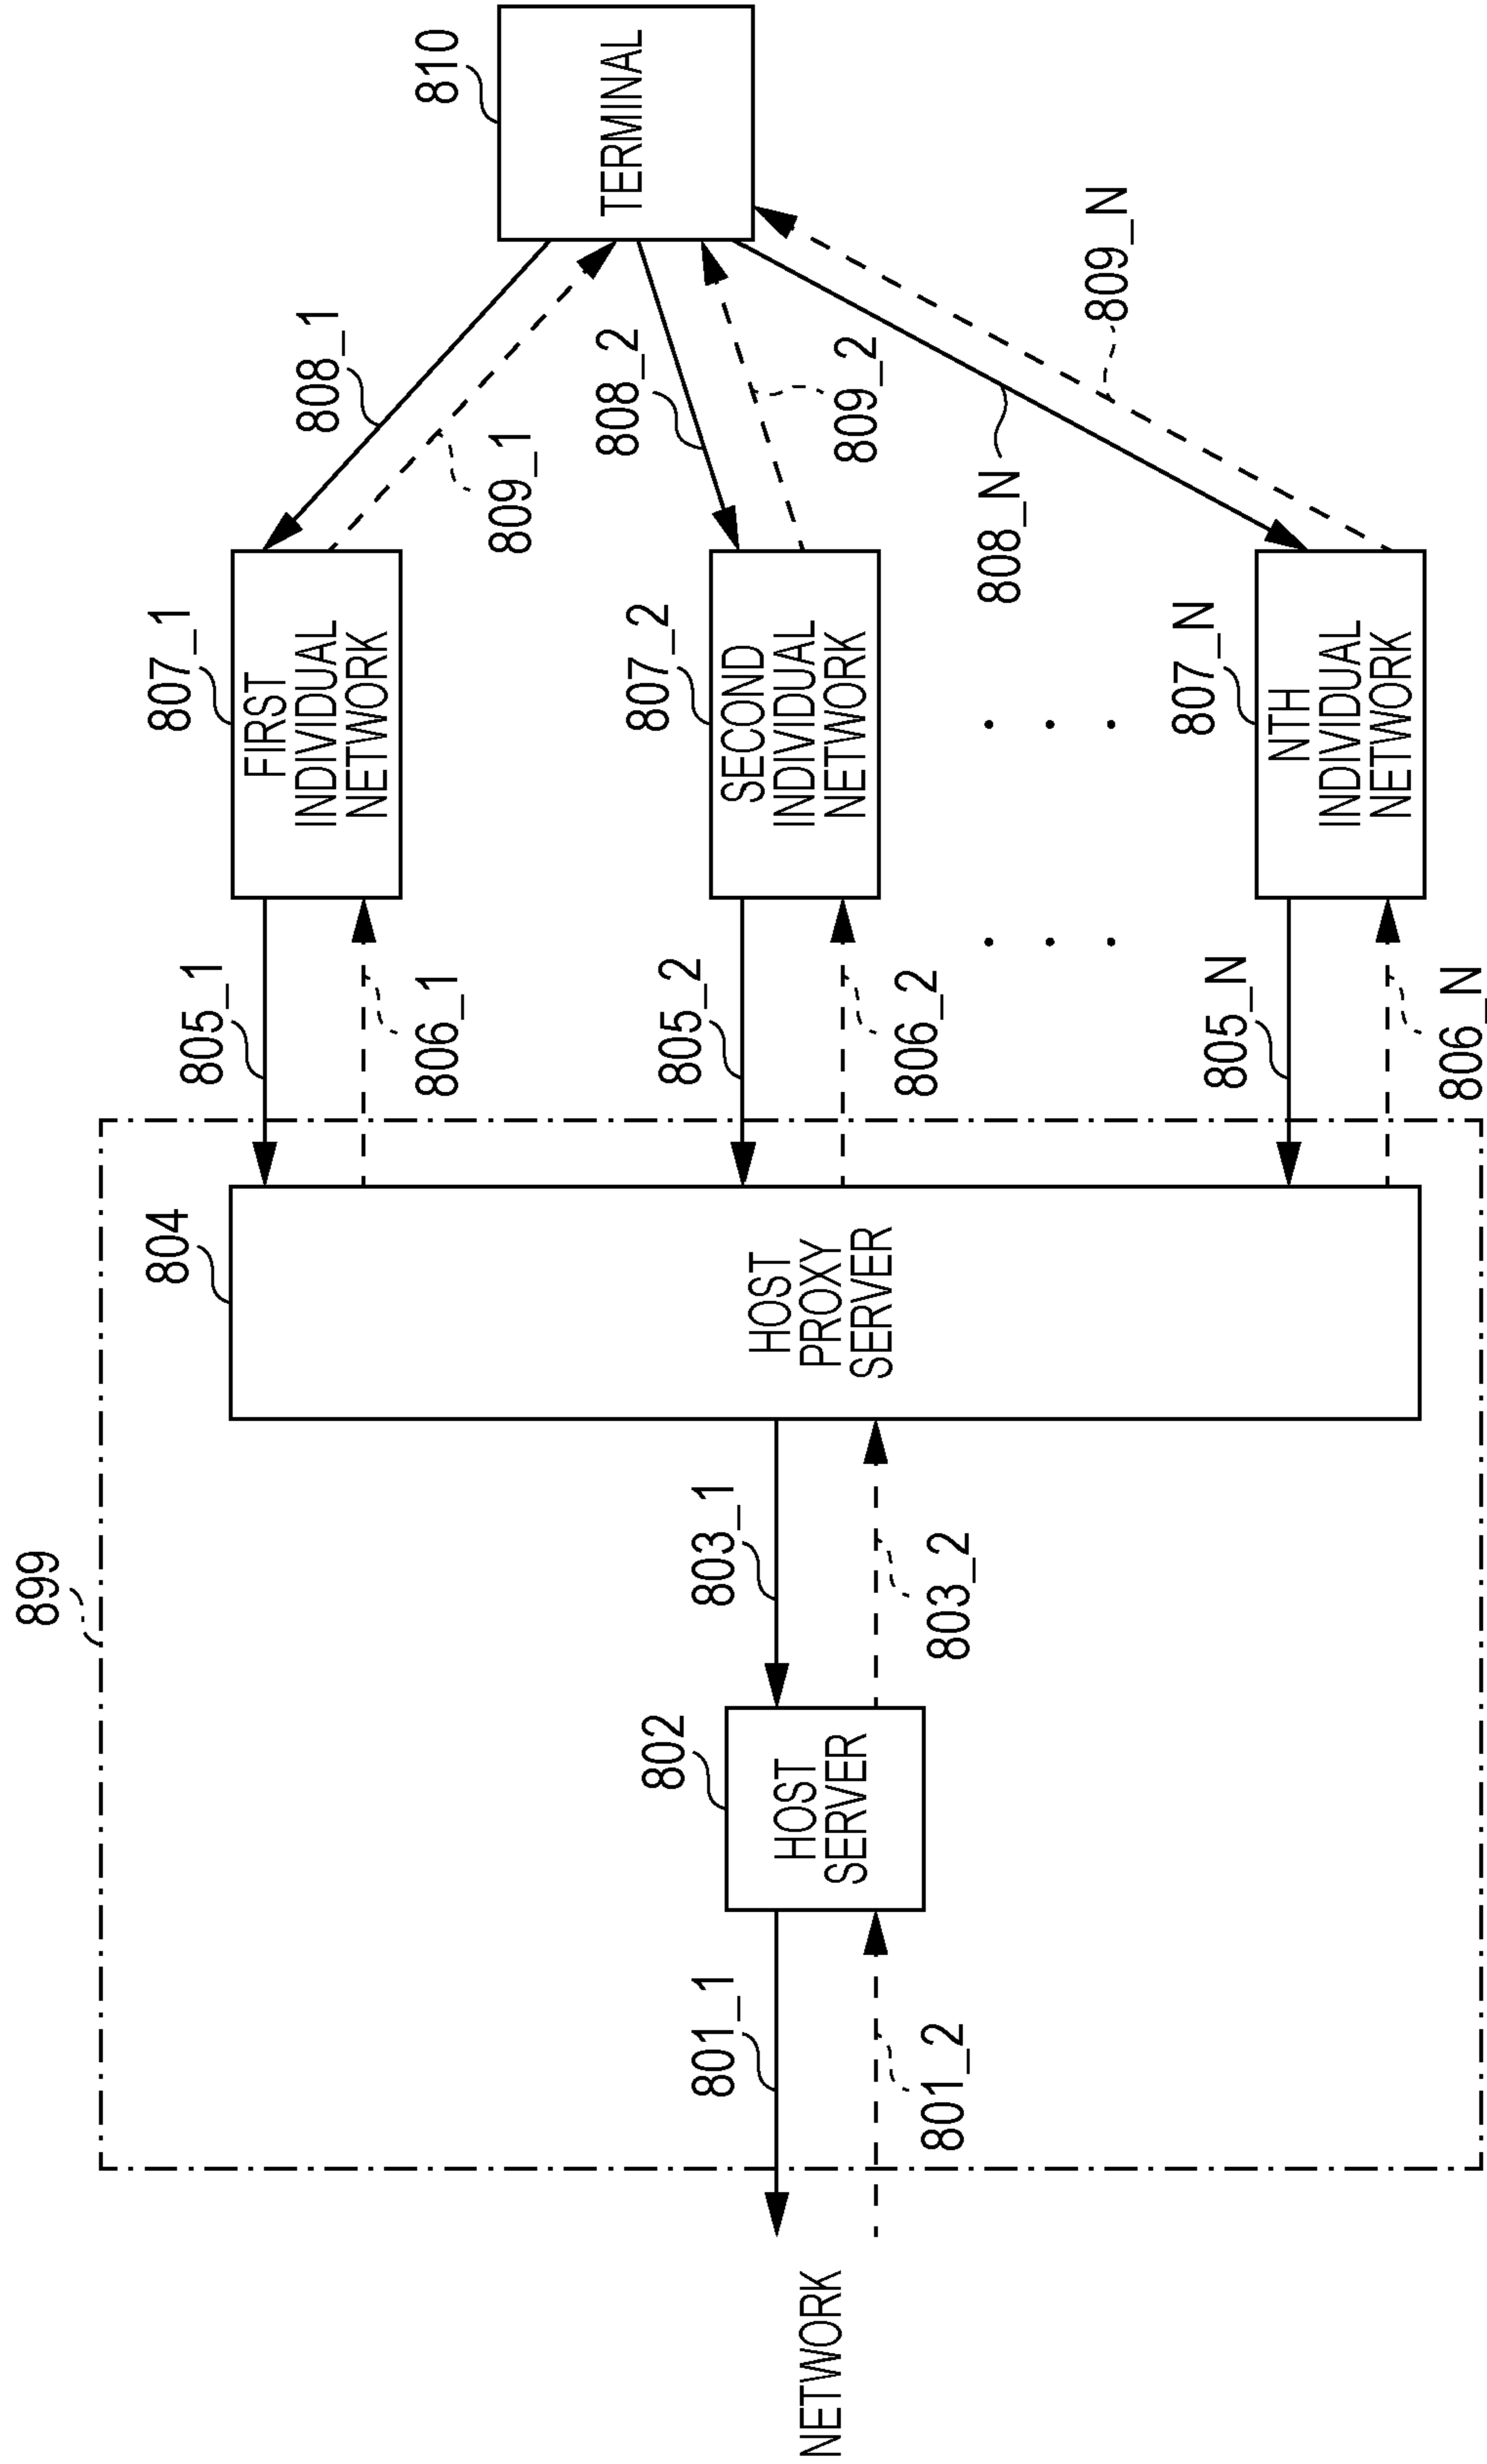 899
NETWORK
801_1
801_2
802
HOST
SERVER
803_1
803_2
804
HOST
PROXY
SERVER
805_1
806_1
805_2
806_2
805_N
806_N
807_1
FIRST
INDIVIDUAL
NETWORK
807_2
SECOND
INDIVIDUAL
NETWORK
807_N
NTH
INDIVIDUAL
NETWORK
808_1
809_1
808_2
809_2
808_N
809_N
810
TERMINAL